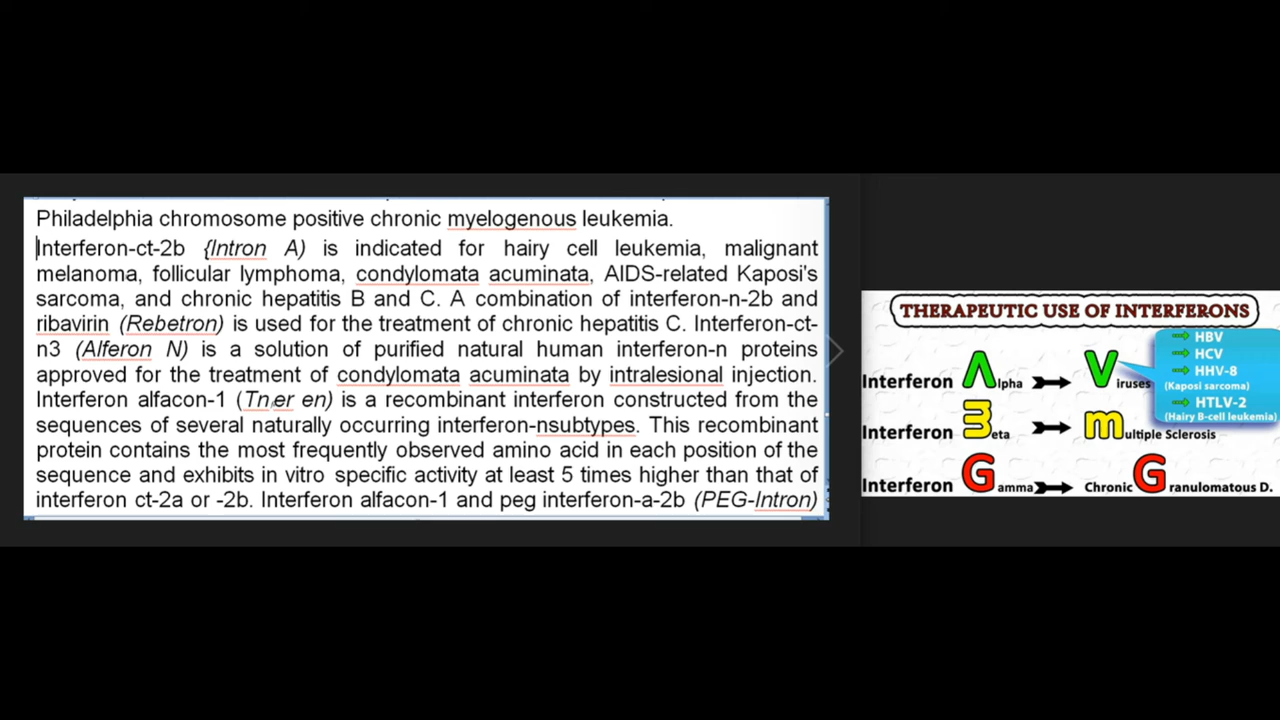 Philadelphia chromosome positive chronic myelogenous leukemia.
Interferon-ct-2b {Intron A) is indicated for hairy cell leukemia, malignant
melanoma, follicular lymphoma, condylomata acuminata, AIDS-related Kaposi's
sarcoma, and chronic hepatitis B and C. A combination of interferon-n-2b and
ribavirin (Rebetron) is used for the treatment of chronic hepatitis C. Interferon-ct-
n3 (Alferon N) is a solution of purified natural human interferon-n proteins
approved for the treatment of condylomata acuminata by intralesional injection.
Interferon alfacon-1 (Tn,er en) is a recombinant interferon constructed from the
sequences of several naturally occurring interferon-nsubtypes. This recombinant
protein contains the most frequently observed amino acid in each position of the
sequence and exhibits in vitro specific activity at least 5 times higher than that of
interferon ct-2a or -2b. Interferon alfacon-1 and peg interferon-a-2b (PEG-Intron)
THERAPEUTIC USE OF INTERFERONS
Interferon Alpha Viruses
HBV
HCV
HHV-8
(Kaposi sarcoma)
HTLV-2
(Hairy B-cell leukemia)
Interferon Beta multiple Sclerosis
Interferon Gamma Chronic Granulomatous D.